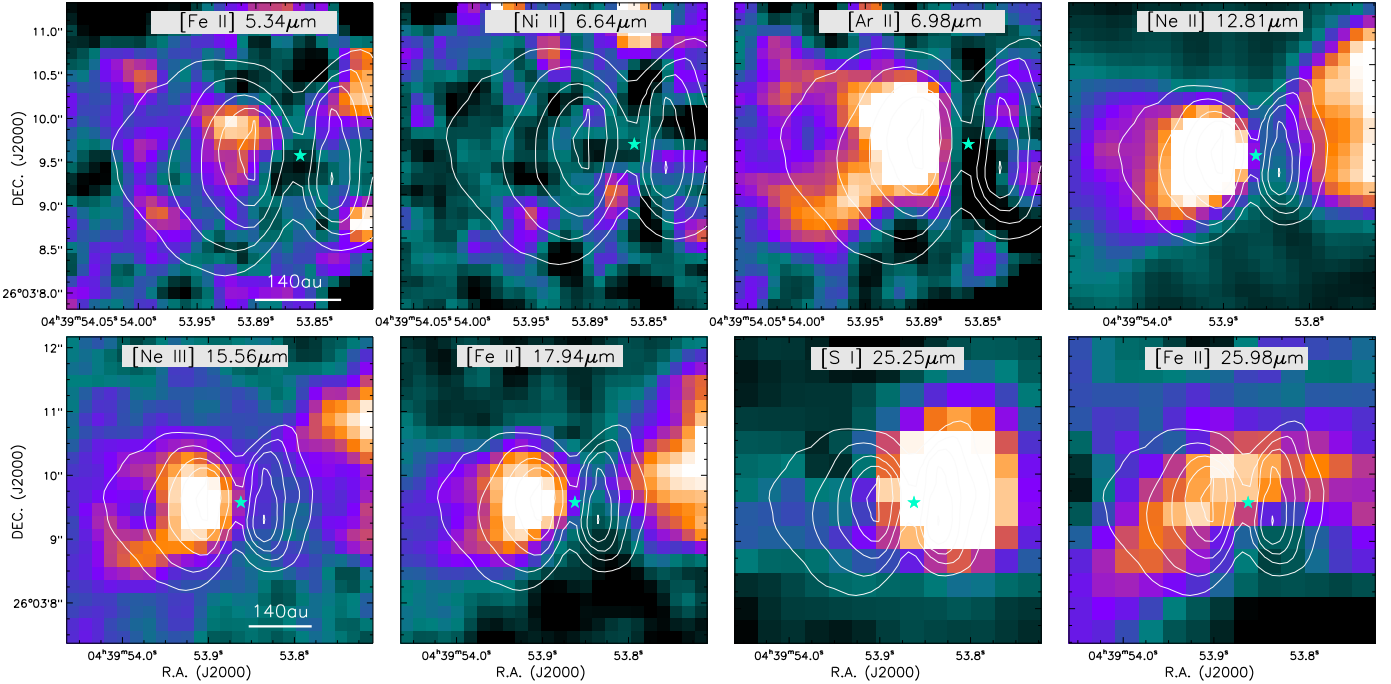 [Fe II] 5.34μm
[Ni II] 6.64μm
[Ar II] 6.98μm
[Ne II] 12.81μm
11.0"
10.5"
10.0"
9.5"
9.0"
8.5"
26°03'8.0"
DEC. (J2000)
140au
04ʰ39ᵐ54.05ˢ 54.00ˢ 53.95ˢ 53.89ˢ 53.85ˢ
04ʰ39ᵐ54.05ˢ 54.00ˢ 53.95ˢ 53.89ˢ 53.85ˢ
04ʰ39ᵐ54.05ˢ 54.00ˢ 53.95ˢ 53.89ˢ 53.85ˢ
04ʰ39ᵐ54.0ˢ 53.9ˢ 53.8ˢ
[Ne III] 15.56μm
[Fe II] 17.94μm
[S I] 25.25μm
[Fe II] 25.98μm
12"
11"
10"
9"
26°03'8"
DEC. (J2000)
140au
04ʰ39ᵐ54.0ˢ 53.9ˢ 53.8ˢ
04ʰ39ᵐ54.0ˢ 53.9ˢ 53.8ˢ
04ʰ39ᵐ54.0ˢ 53.9ˢ 53.8ˢ
04ʰ39ᵐ54.0ˢ 53.9ˢ 53.8ˢ
R.A. (J2000)
R.A. (J2000)
R.A. (J2000)
R.A. (J2000)